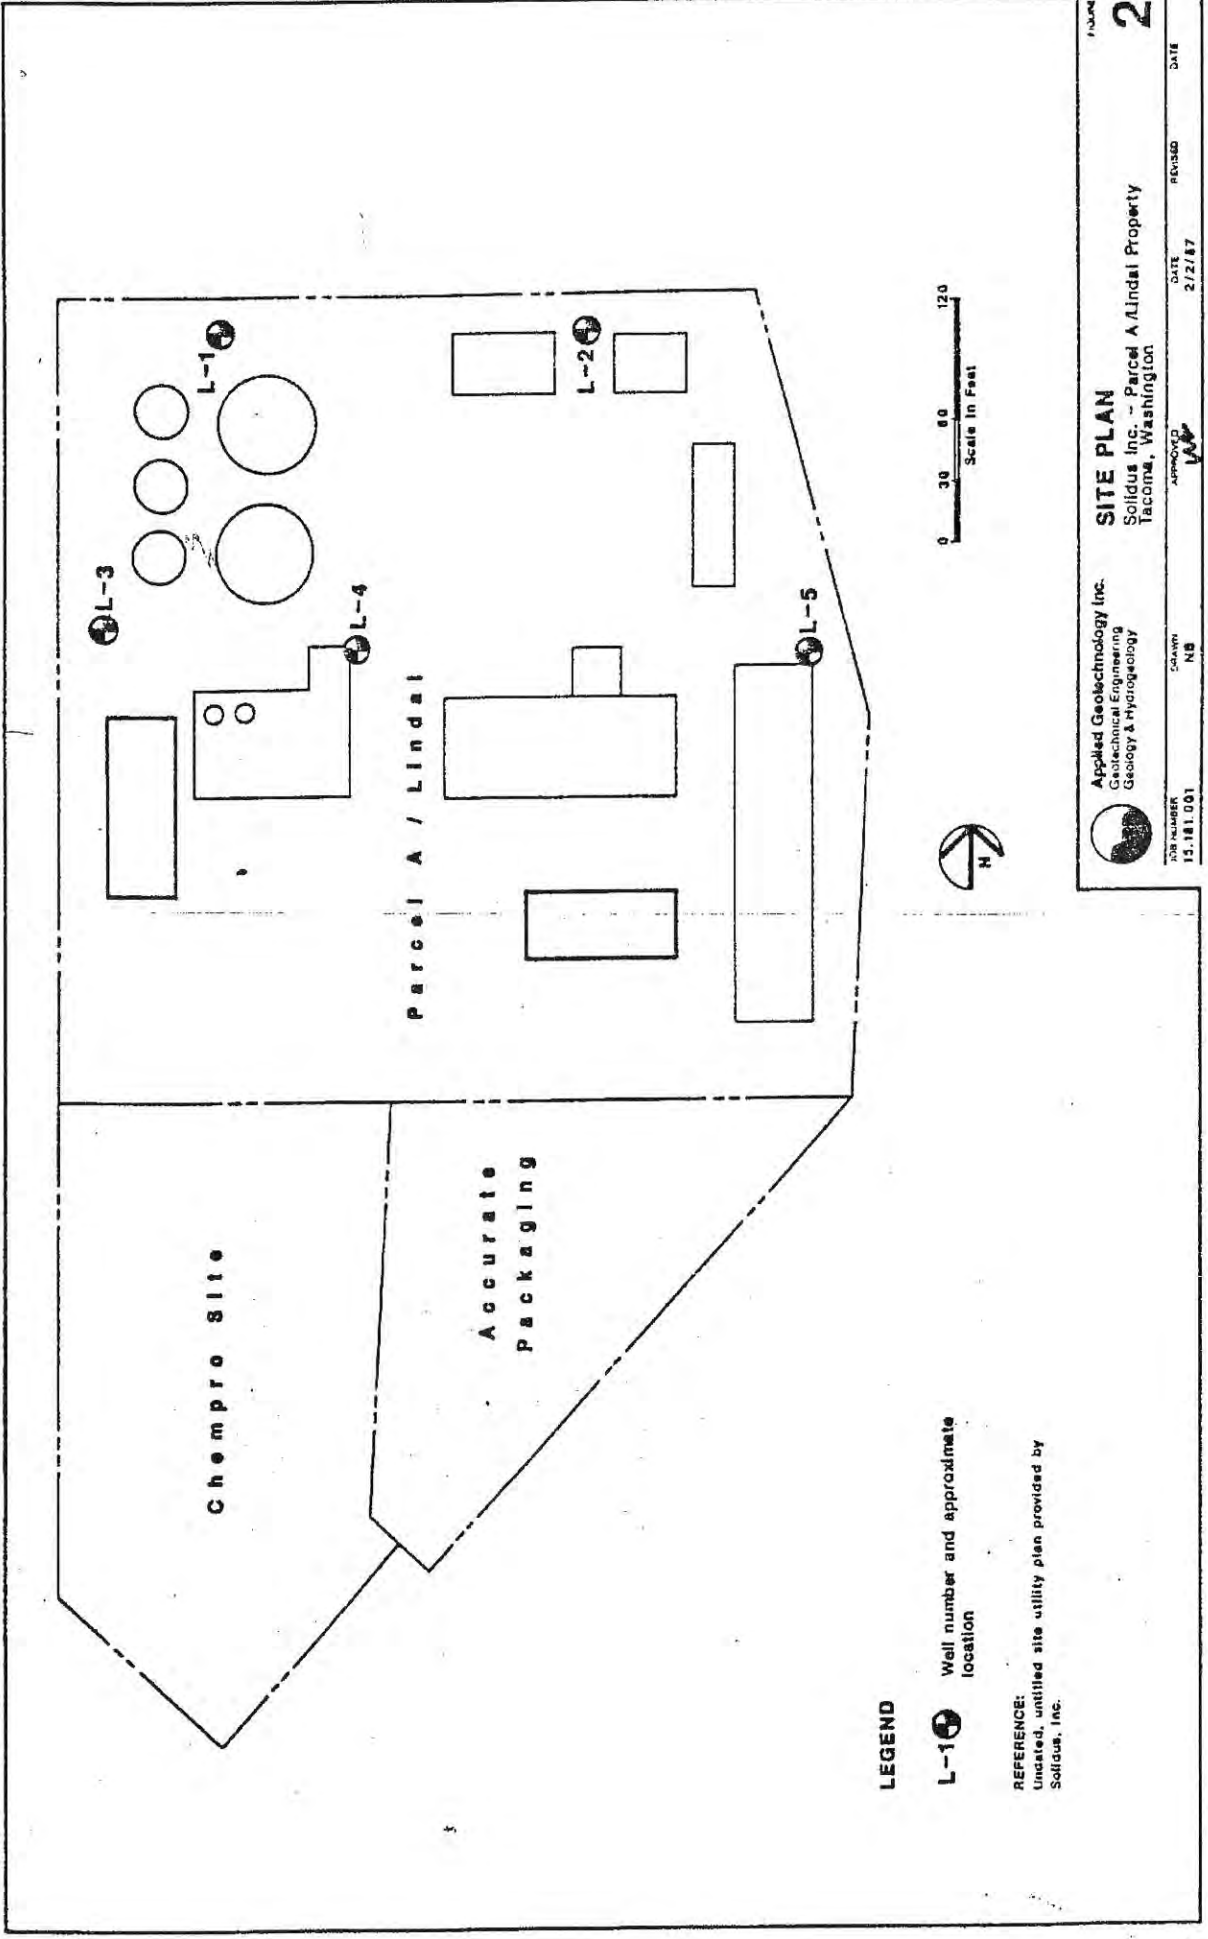 L-3
L-1
L-4
L-2
L-5
Chempro Site
Parcel A / Lindal
Accurate
Packaging
LEGEND
L-1 Well number and approximate
location
REFERENCE:
Undated, untitled site utility plan provided by
Solidus, Inc.
N
0 30 60 120
Scale In Feet
Applied Geotechnology Inc.
Geotechnical Engineering
Geology & Hydrogeology
SITE PLAN
Solidus Inc. - Parcel A/Lindal Property
Tacoma, Washington
2
JOB NUMBER
15,181.001
DRAWN
NB
APPROVED
DATE
2/2/87
REVISED
DATE